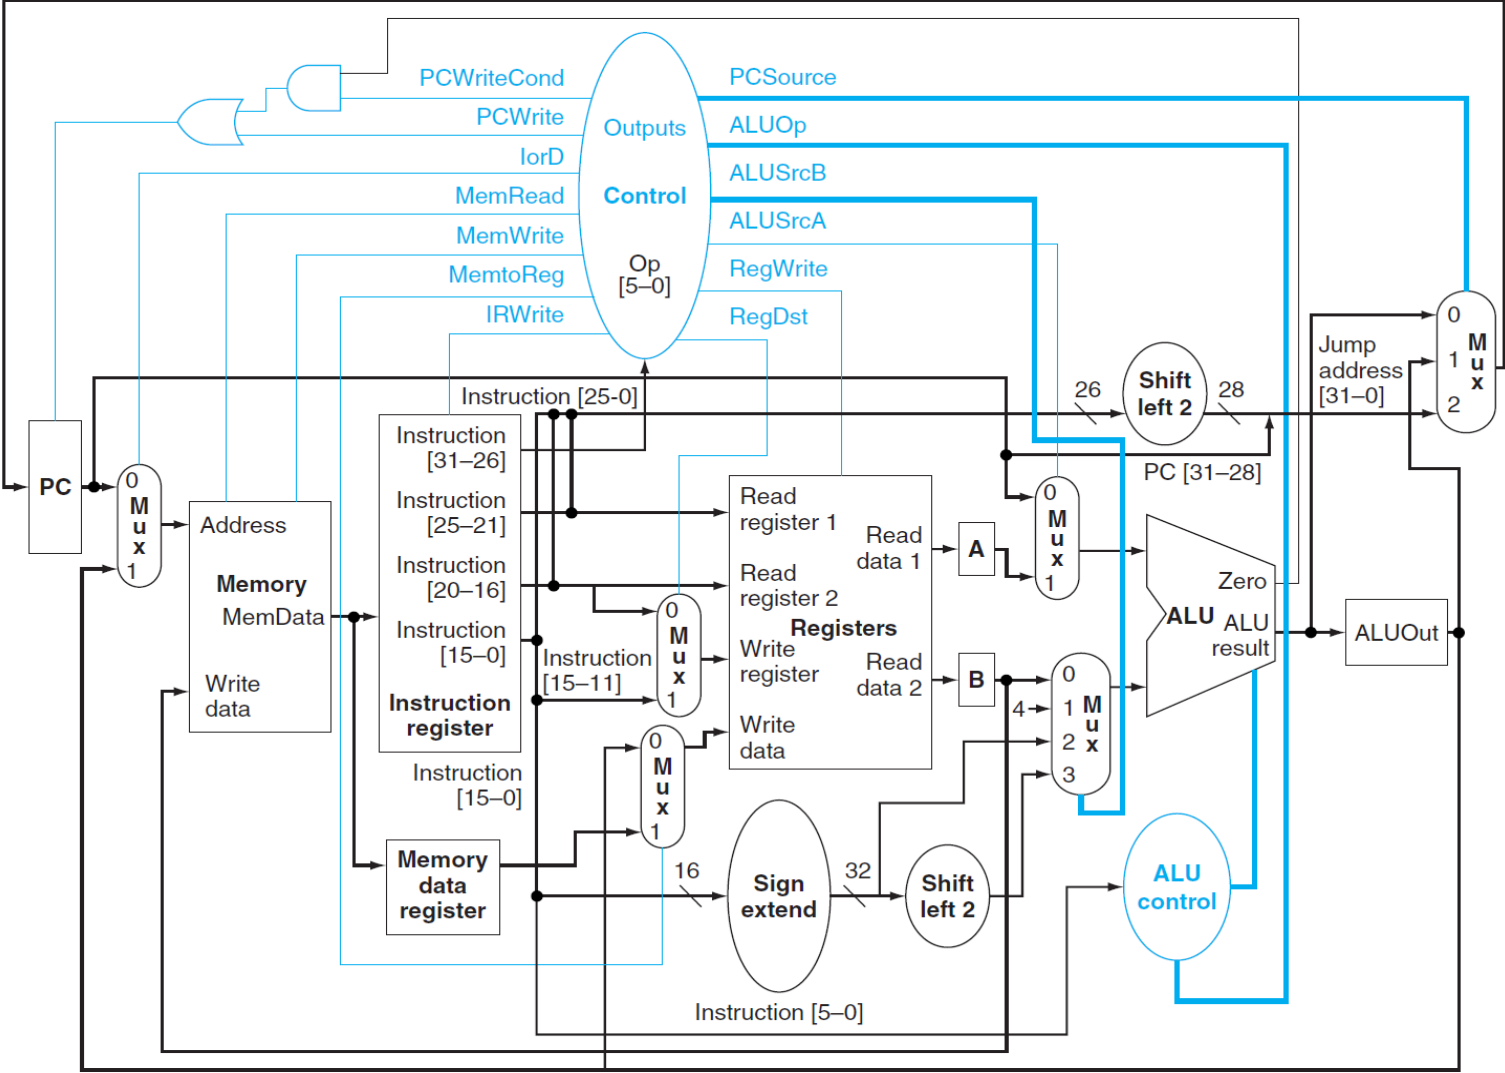 PCWriteCond
PCWrite
IorD
MemRead
MemWrite
MemtoReg
IRWrite
Outputs
Control
Op
[5–0]
PCSource
ALUOp
ALUSrcB
ALUSrcA
RegWrite
RegDst
Instruction [25-0]
26
Shift
left 2
28
Jump
address
[31–0]
0
1
2
M
u
x
PC [31–28]
PC
0
M
u
x
1
Address
Memory
MemData
Write
data
Instruction
[31–26]
Instruction
[25–21]
Instruction
[20–16]
Instruction
[15–0]
Instruction
register
Instruction
[15–0]
Instruction
[15–11]
0
M
u
x
1
0
M
u
x
1
Memory
data
register
Read
register 1
Read
register 2
Registers
Write
register
Write
data
Read
data 1
Read
data 2
A
B
0
M
u
x
1
4
0
1
2
3
M
u
x
Zero
ALU
ALU
result
ALUOut
16
Sign
extend
32
Shift
left 2
ALU
control
Instruction [5–0]